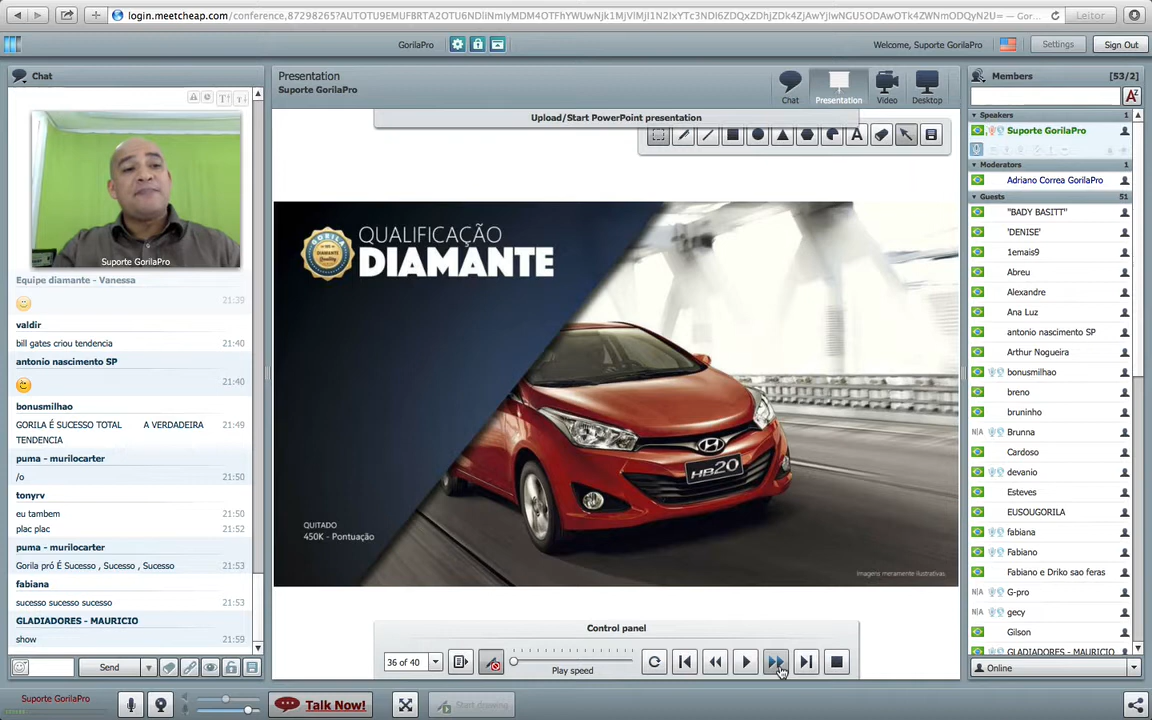 login.meetcheap.com/conference,87298265?AUTOTU9EMUFBRTA2OTU6NDliNmIyMDM4OTFhYWUwNjk1MjVlMjI1N2IxYTc3NDI6ZDQxZDhjZDk4ZjAwYjIwNGU5ODAwOTk4ZWNmODQyN2U= — Gor...
Leitor
GorilaPro
Welcome, Suporte GorilaPro
Settings
Sign Out
Chat
Suporte GorilaPro
Equipe diamante - Vanessa
21:39
valdir
bill gates criou tendencia 21:40
antonio nascimento SP
21:40
bonusmilhao
GORILA É SUCESSO TOTAL A VERDADEIRA TENDENCIA 21:49
puma - murilocarter
/o 21:50
tonyrv
eu tambem 21:50
plac plac 21:52
puma - murilocarter
Gorila pró É Sucesso , Sucesso , Sucesso 21:53
fabiana
sucesso sucesso sucesso 21:53
GLADIADORES - MAURICIO
show 21:59
Send
Presentation
Suporte GorilaPro
Chat
Presentation
Video
Desktop
Upload/Start PowerPoint presentation
GORILA
DIAMANTE
QUALIFICAÇÃO
DIAMANTE
HB20
QUITADO
450K - Pontuação
Imagens meramente ilustrativas.
Control panel
36 of 40
Play speed
Members [53/2]
Speakers 1
Suporte GorilaPro
Moderators 1
Adriano Correa GorilaPro
Guests 51
"BADY BASITT"
'DENISE'
1emais9
Abreu
Alexandre
Ana Luz
antonio nascimento SP
Arthur Nogueira
bonusmilhao
breno
bruninho
N/A Brunna
Cardoso
devanio
Esteves
EUSOUGORILA
fabiana
Fabiano
Fabiano e Driko sao feras
N/A G-pro
N/A gecy
Gilson
GLADIADORES - MAURICIO
Online
Suporte GorilaPro
Talk Now!
Start drawing